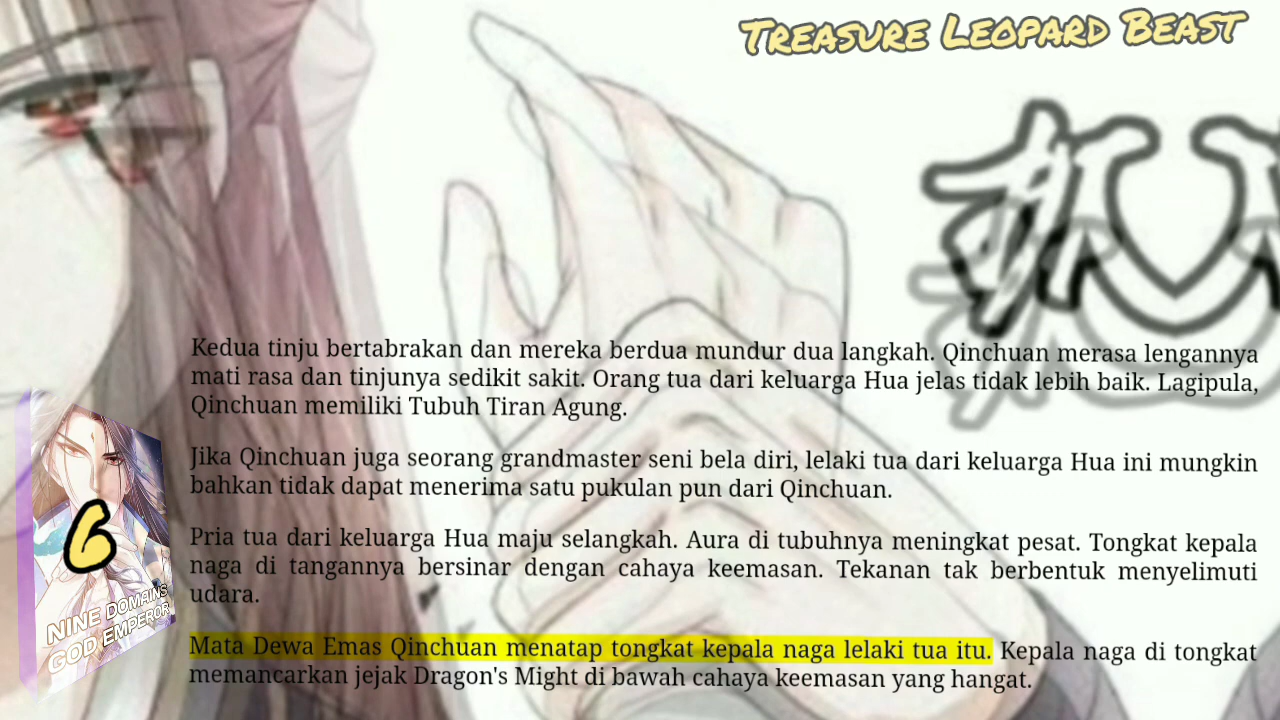 Treasure Leopard Beast
Kedua tinju bertabrakan dan mereka berdua mundur dua langkah. Qinchuan merasa lengannya
mati rasa dan tinjunya sedikit sakit. Orang tua dari keluarga Hua jelas tidak lebih baik. Lagipula,
Qinchuan memiliki Tubuh Tiran Agung.
Jika Qinchuan juga seorang grandmaster seni bela diri, lelaki tua dari keluarga Hua ini mungkin
bahkan tidak dapat menerima satu pukulan pun dari Qinchuan.
Pria tua dari keluarga Hua maju selangkah. Aura di tubuhnya meningkat pesat. Tongkat kepala
naga di tangannya bersinar dengan cahaya keemasan. Tekanan tak berbentuk menyelimuti
udara.
Mata Dewa Emas Qinchuan menatap tongkat kepala naga lelaki tua itu. Kepala naga di tongkat
memancarkan jejak Dragon's Might di bawah cahaya keemasan yang hangat.
6
NINE DOMAINS
GOD EMPEROR